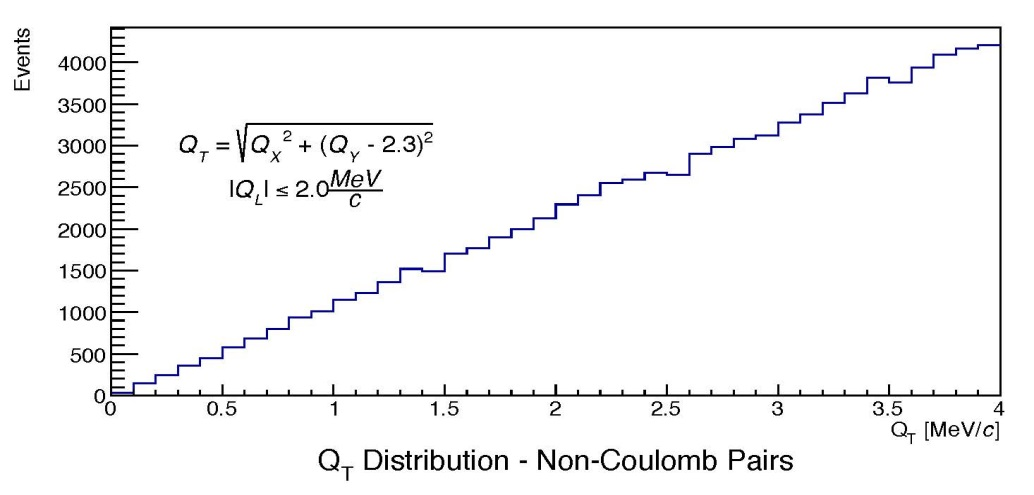 Events
4000
3500
3000
2500
2000
1500
1000
500
0
Q_T = √(Q_X² + (Q_Y - 2.3)²)
|Q_L| ≤ 2.0 MeV/c
0 0.5 1 1.5 2 2.5 3 3.5 4
Q_T [MeV/c]
Q_T Distribution - Non-Coulomb Pairs